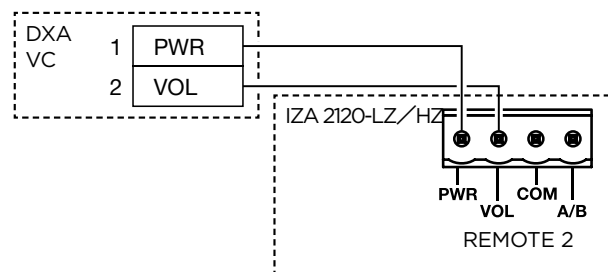 DXA
VC
1 PWR
2 VOL
IZA 2120-LZ/HZ
PWR
VOL
COM
A/B
REMOTE 2